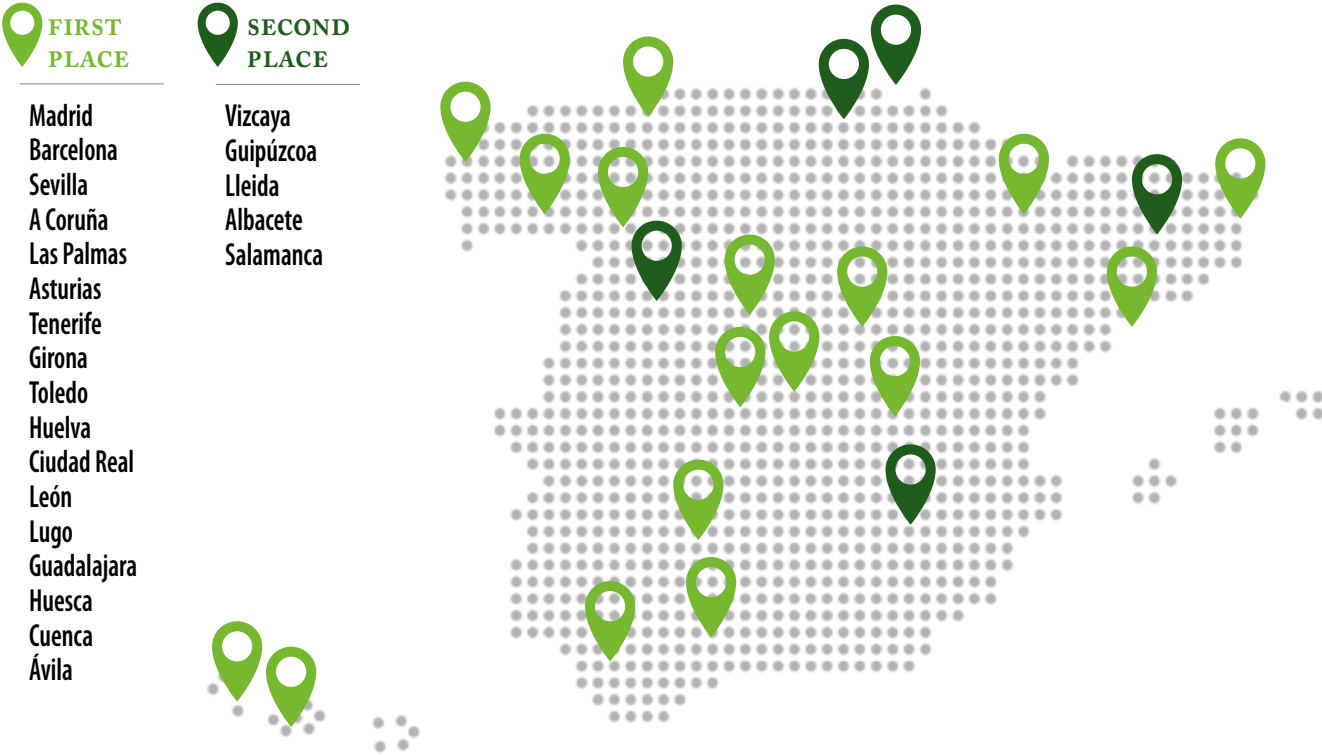 FIRST
PLACE
Madrid
Barcelona
Sevilla
A Coruña
Las Palmas
Asturias
Tenerife
Girona
Toledo
Huelva
Ciudad Real
León
Lugo
Guadalajara
Huesca
Cuenca
Ávila
SECOND
PLACE
Vizcaya
Guipúzcoa
Lleida
Albacete
Salamanca